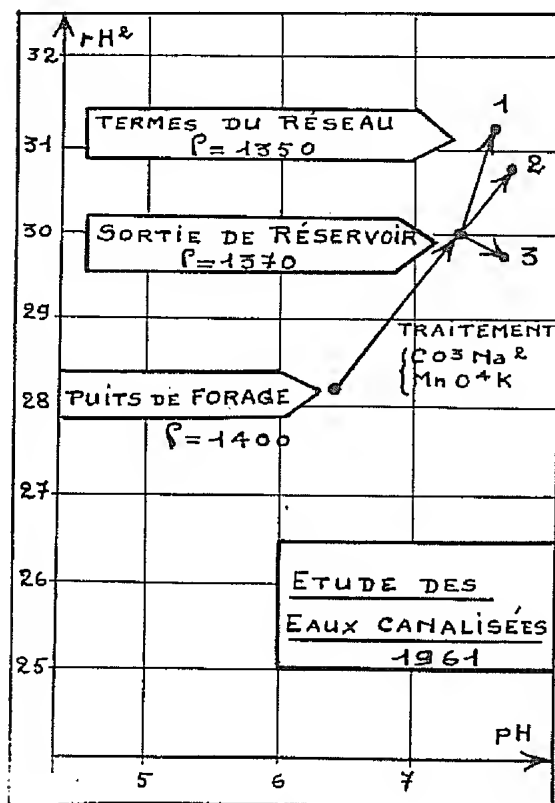 rH²
32
1
TERMES DU RÉSEAU
ρ=1350
31
2
30
SORTIE DE RÉSERVOIR
ρ=1370
3
29
TRAITEMENT
CO³Na²
MnO⁴K
PUITS DE FORAGE
28
ρ=1400
27
26
ETUDE DES
EAUX CANALISÉES
1961
25
pH
5
6
7